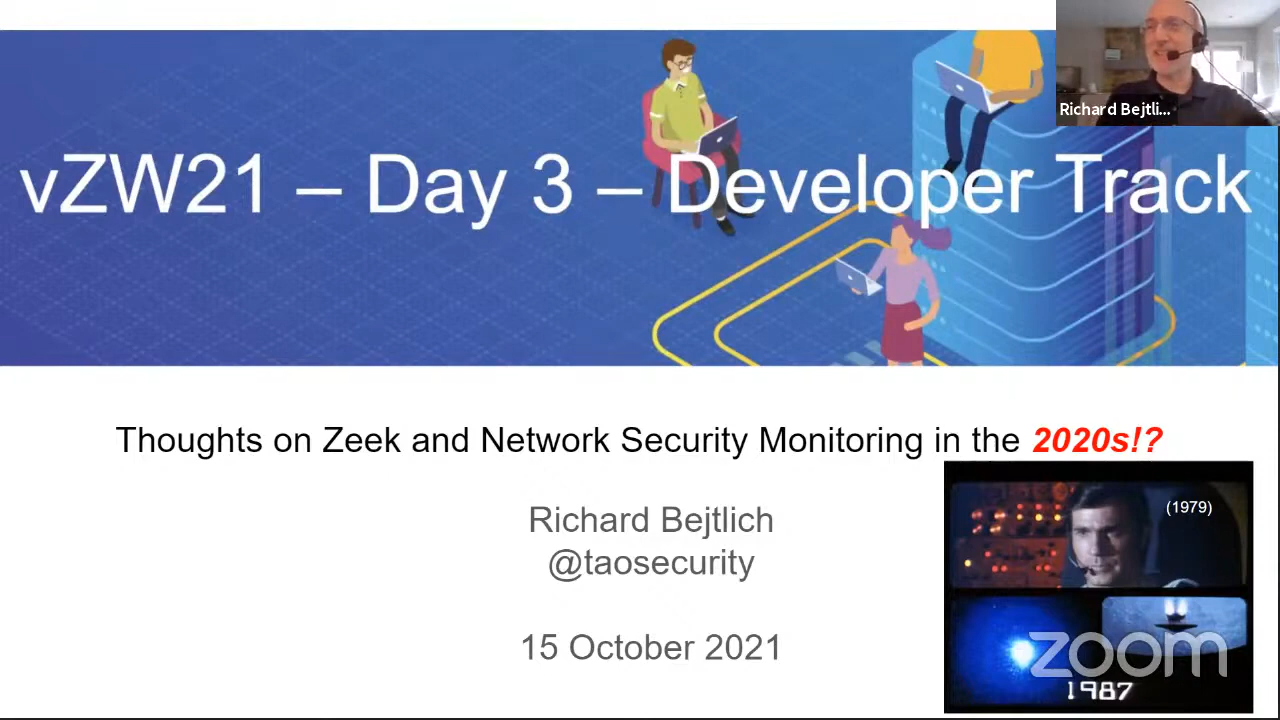 Richard Bejtli...
vZW21 – Day 3 – Developer Track
Thoughts on Zeek and Network Security Monitoring in the 2020s!?
Richard Bejtlich
@taosecurity
15 October 2021
(1979)
zoom
1987